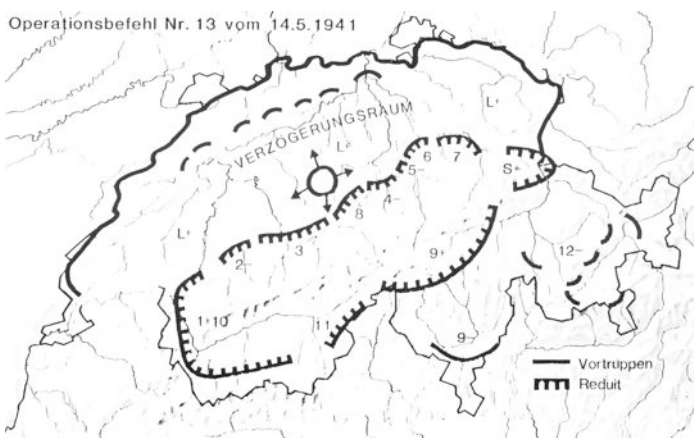 Operationsbefehl Nr. 13 vom 14.5.1941
VERZÖGERUNGSRAUM
L+
L+
L+
6
7
5-
S+
8
4-
2-
3
9+
12-
1+10
11
9-
Vortruppen
Reduit